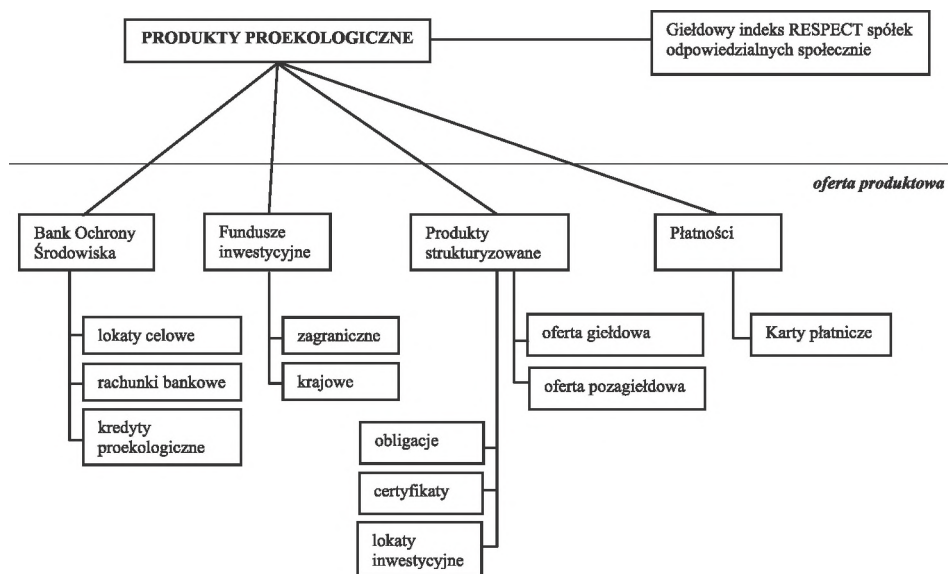 PRODUKTY PROEKOLOGICZNE
Giełdowy indeks RESPECT spółek
odpowiedzialnych społecznie
oferta produktowa
Bank Ochrony
Środowiska
Fundusze
inwestycyjne
Produkty
strukturyzowane
Płatności
lokaty celowe
rachunki bankowe
kredyty
proekologiczne
zagraniczne
krajowe
oferta giełdowa
oferta pozagiełdowa
obligacje
certyfikaty
lokaty
inwestycyjne
Karty płatnicze